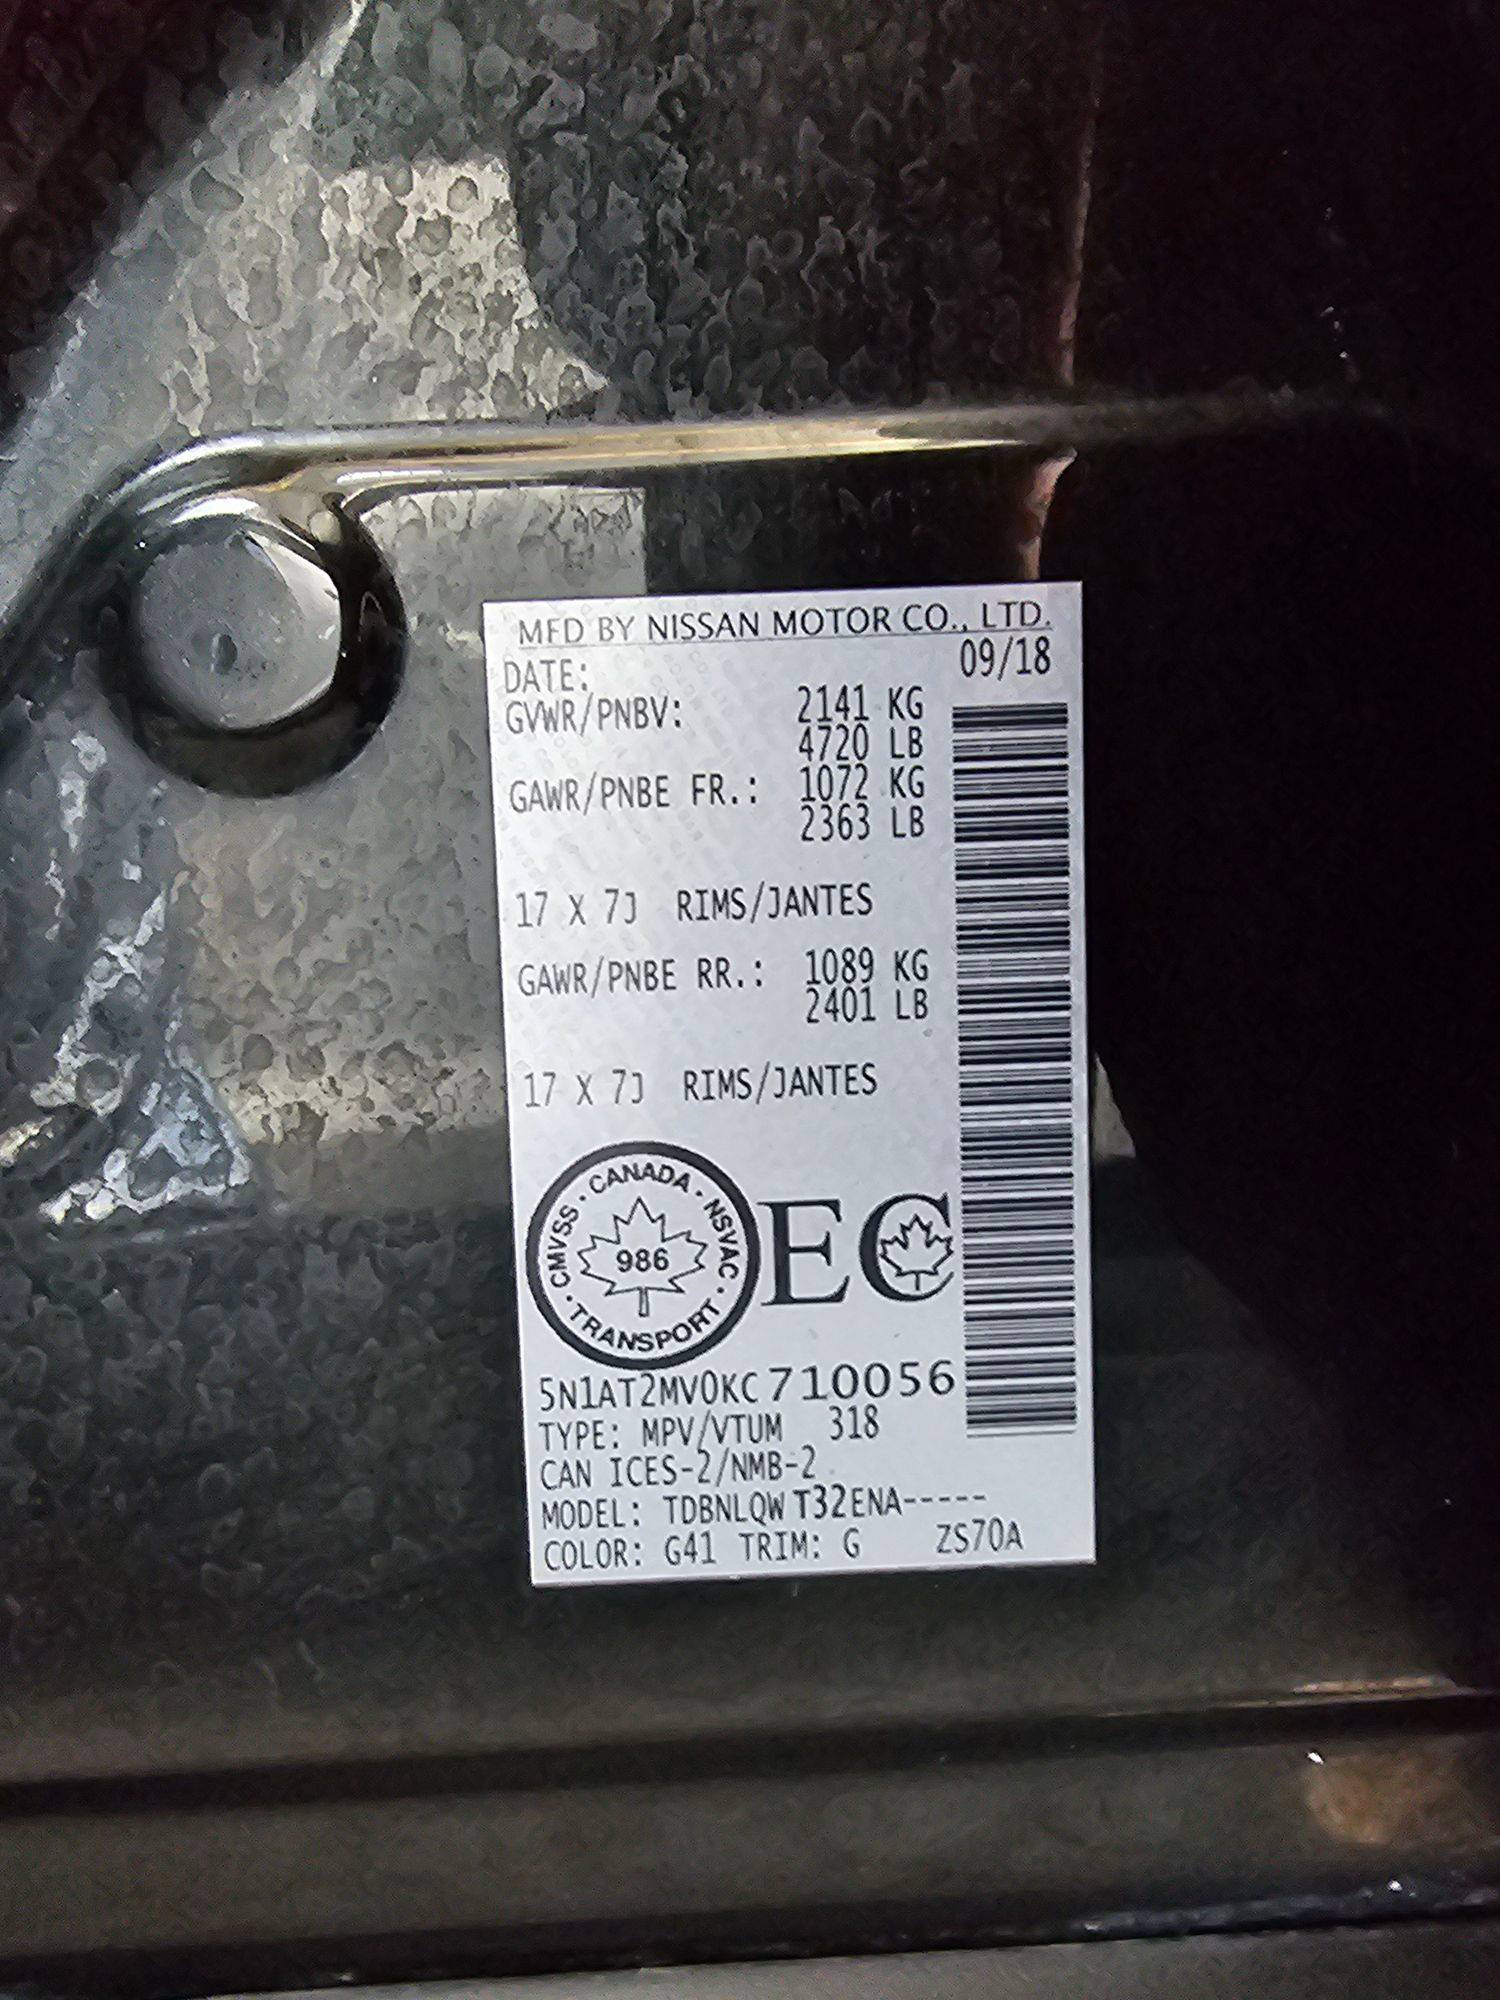 MFD BY NISSAN MOTOR CO., LTD.
DATE: 09/18
GVWR/PNBV: 2141 KG
4720 LB
GAWR/PNBE FR.: 1072 KG
2363 LB
17 X 7J RIMS/JANTES
GAWR/PNBE RR.: 1089 KG
2401 LB
17 X 7J RIMS/JANTES
CANADA · NSVAC · TRANSPORT · CMVSS ·
986
EC
5N1AT2MV0KC710056
TYPE: MPV/VTUM 318
CAN ICES-2/NMB-2
MODEL: TDBNLQWT32ENA-----
COLOR: G41 TRIM: G ZS70A